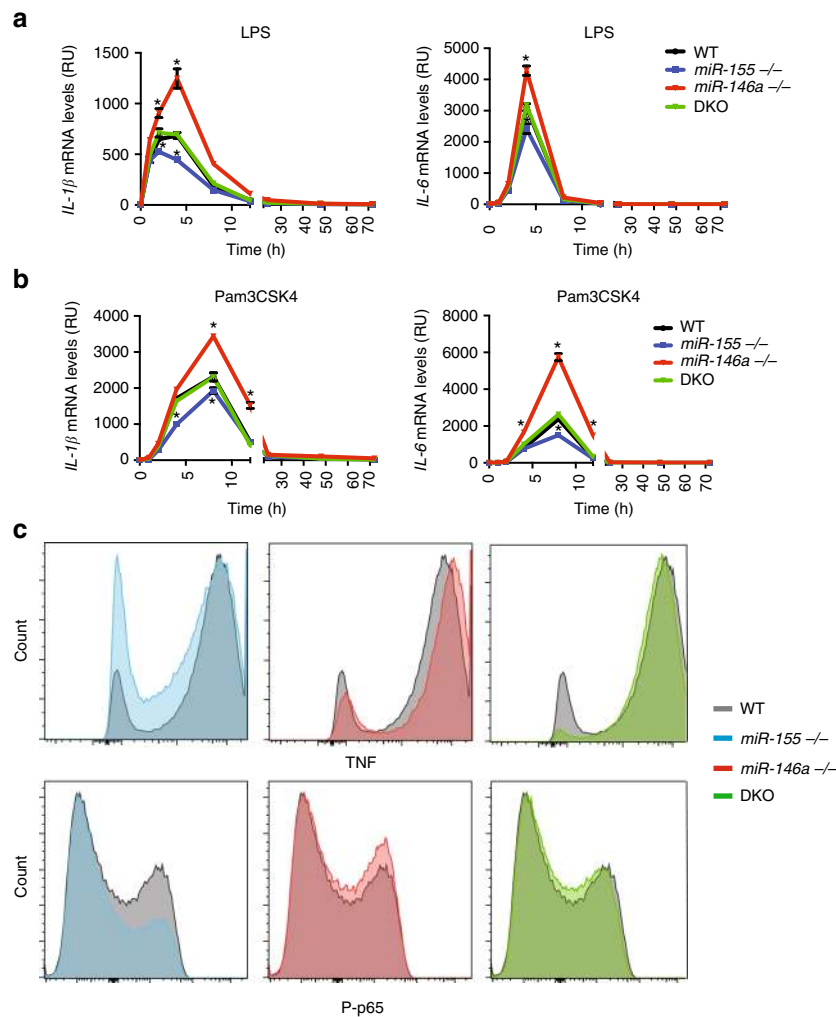 a
LPS
IL-1β mRNA levels (RU)
1500
1000
500
0
0 5 10 30 40 50 60 70
Time (h)
LPS
IL-6 mRNA levels (RU)
5000
4000
3000
2000
1000
0
0 5 10 30 40 50 60 70
Time (h)
WT
miR-155 –/–
miR-146a –/–
DKO
* * * *
*
*
b
Pam3CSK4
IL-1β mRNA levels (RU)
4000
3000
2000
1000
0
0 5 10 30 40 50 60 70
Time (h)
* * * *
Pam3CSK4
IL-6 mRNA levels (RU)
8000
6000
4000
2000
0
0 5 10 30 40 50 60 70
Time (h)
* * * *
WT
miR-155 –/–
miR-146a –/–
DKO
c
Count
TNF
Count
P-p65
WT
miR-155 –/–
miR-146a –/–
DKO